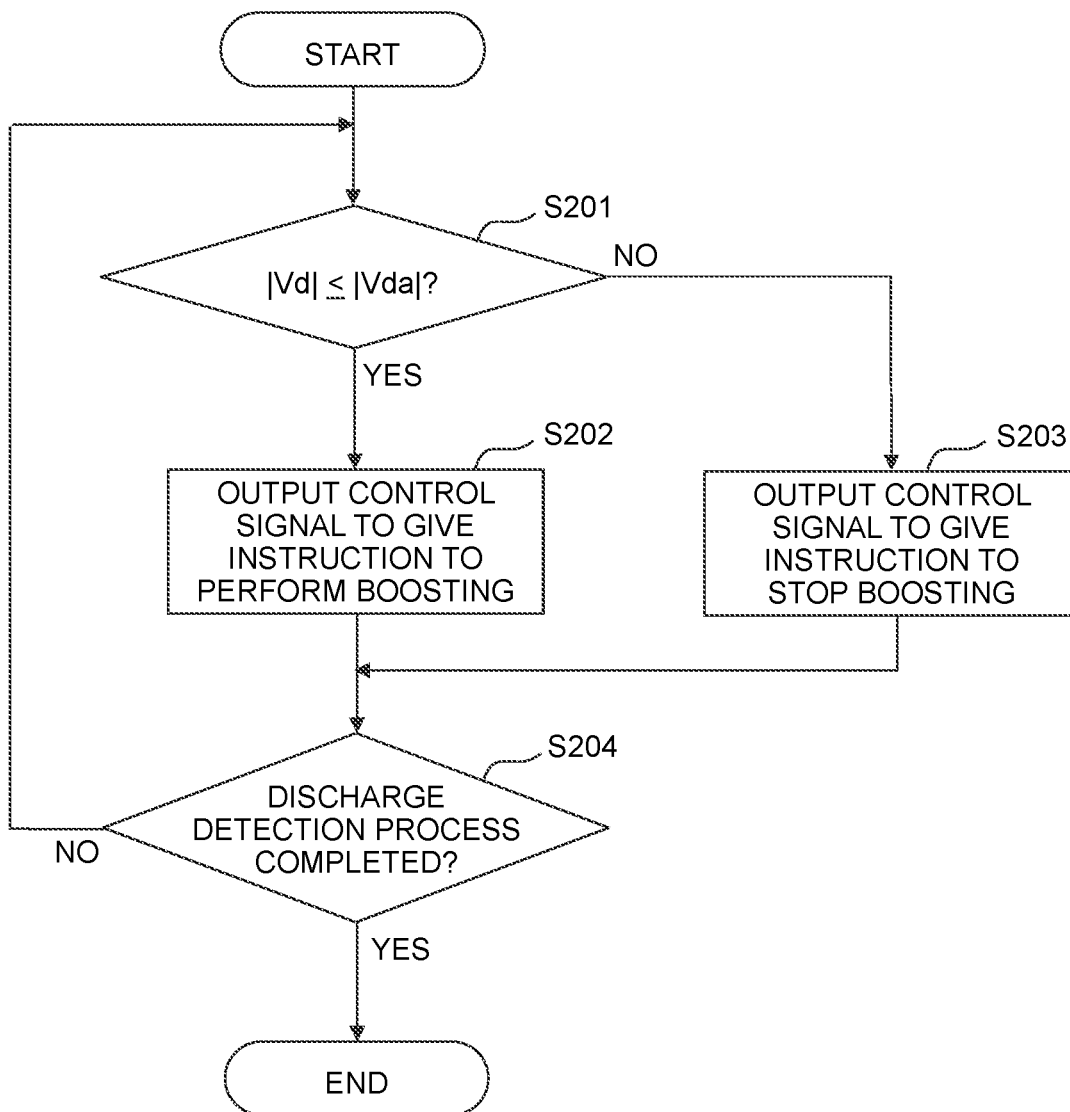 START
S201
|Vd| ≤ |Vda|?
NO
YES
S202
OUTPUT CONTROL
SIGNAL TO GIVE
INSTRUCTION TO
PERFORM BOOSTING
S203
OUTPUT CONTROL
SIGNAL TO GIVE
INSTRUCTION TO
STOP BOOSTING
S204
DISCHARGE
DETECTION PROCESS
COMPLETED?
NO
YES
END